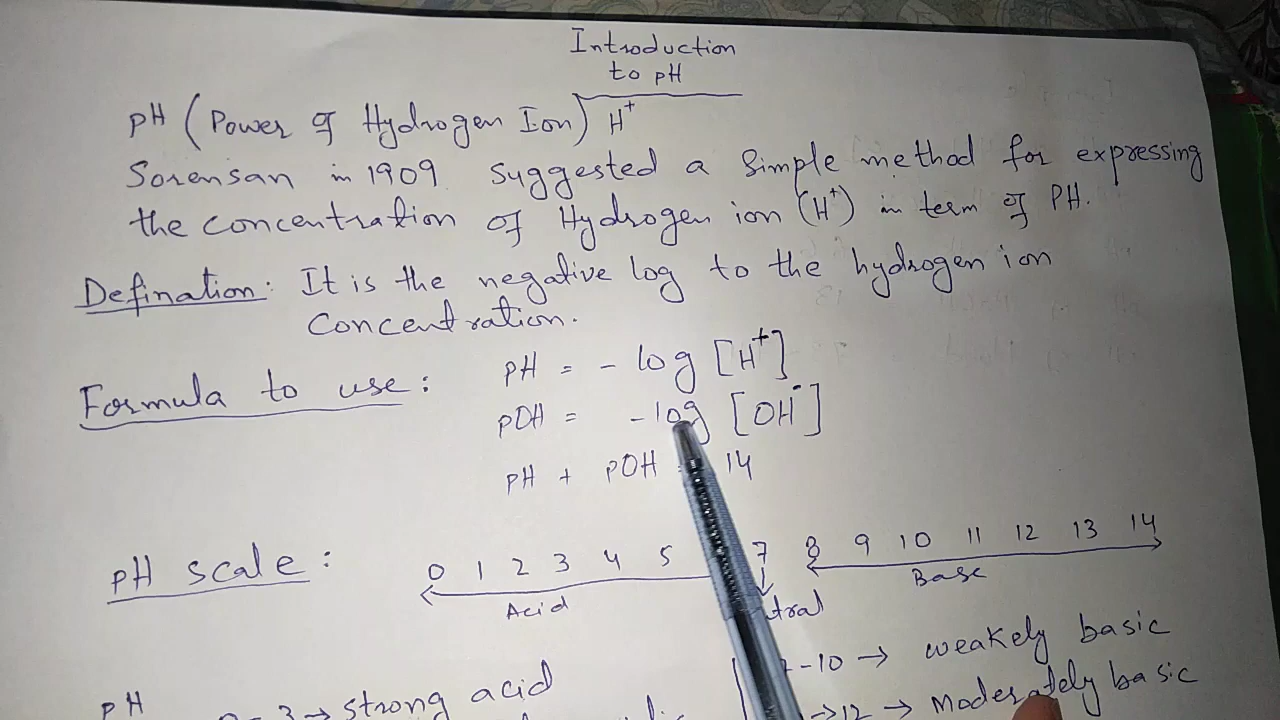 Introduction
to pH
pH (Power of Hydrogen Ion) H⁺
Sorensan in 1909 suggested a simple method for expressing
the concentration of Hydrogen ion (H⁺) in term of PH.
Defination: It is the negative log to the hydrogen ion
concentration.
Formula to use: pH = - log [H⁺]
pOH = -log [OH⁻]
pH + pOH = 14
pH scale: 0 1 2 3 4 5 7 8 9 10 11 12 13 14
Acid Base
pH
-10 → weakely basic
3 → strong acid
→ 12 → Moderately basic